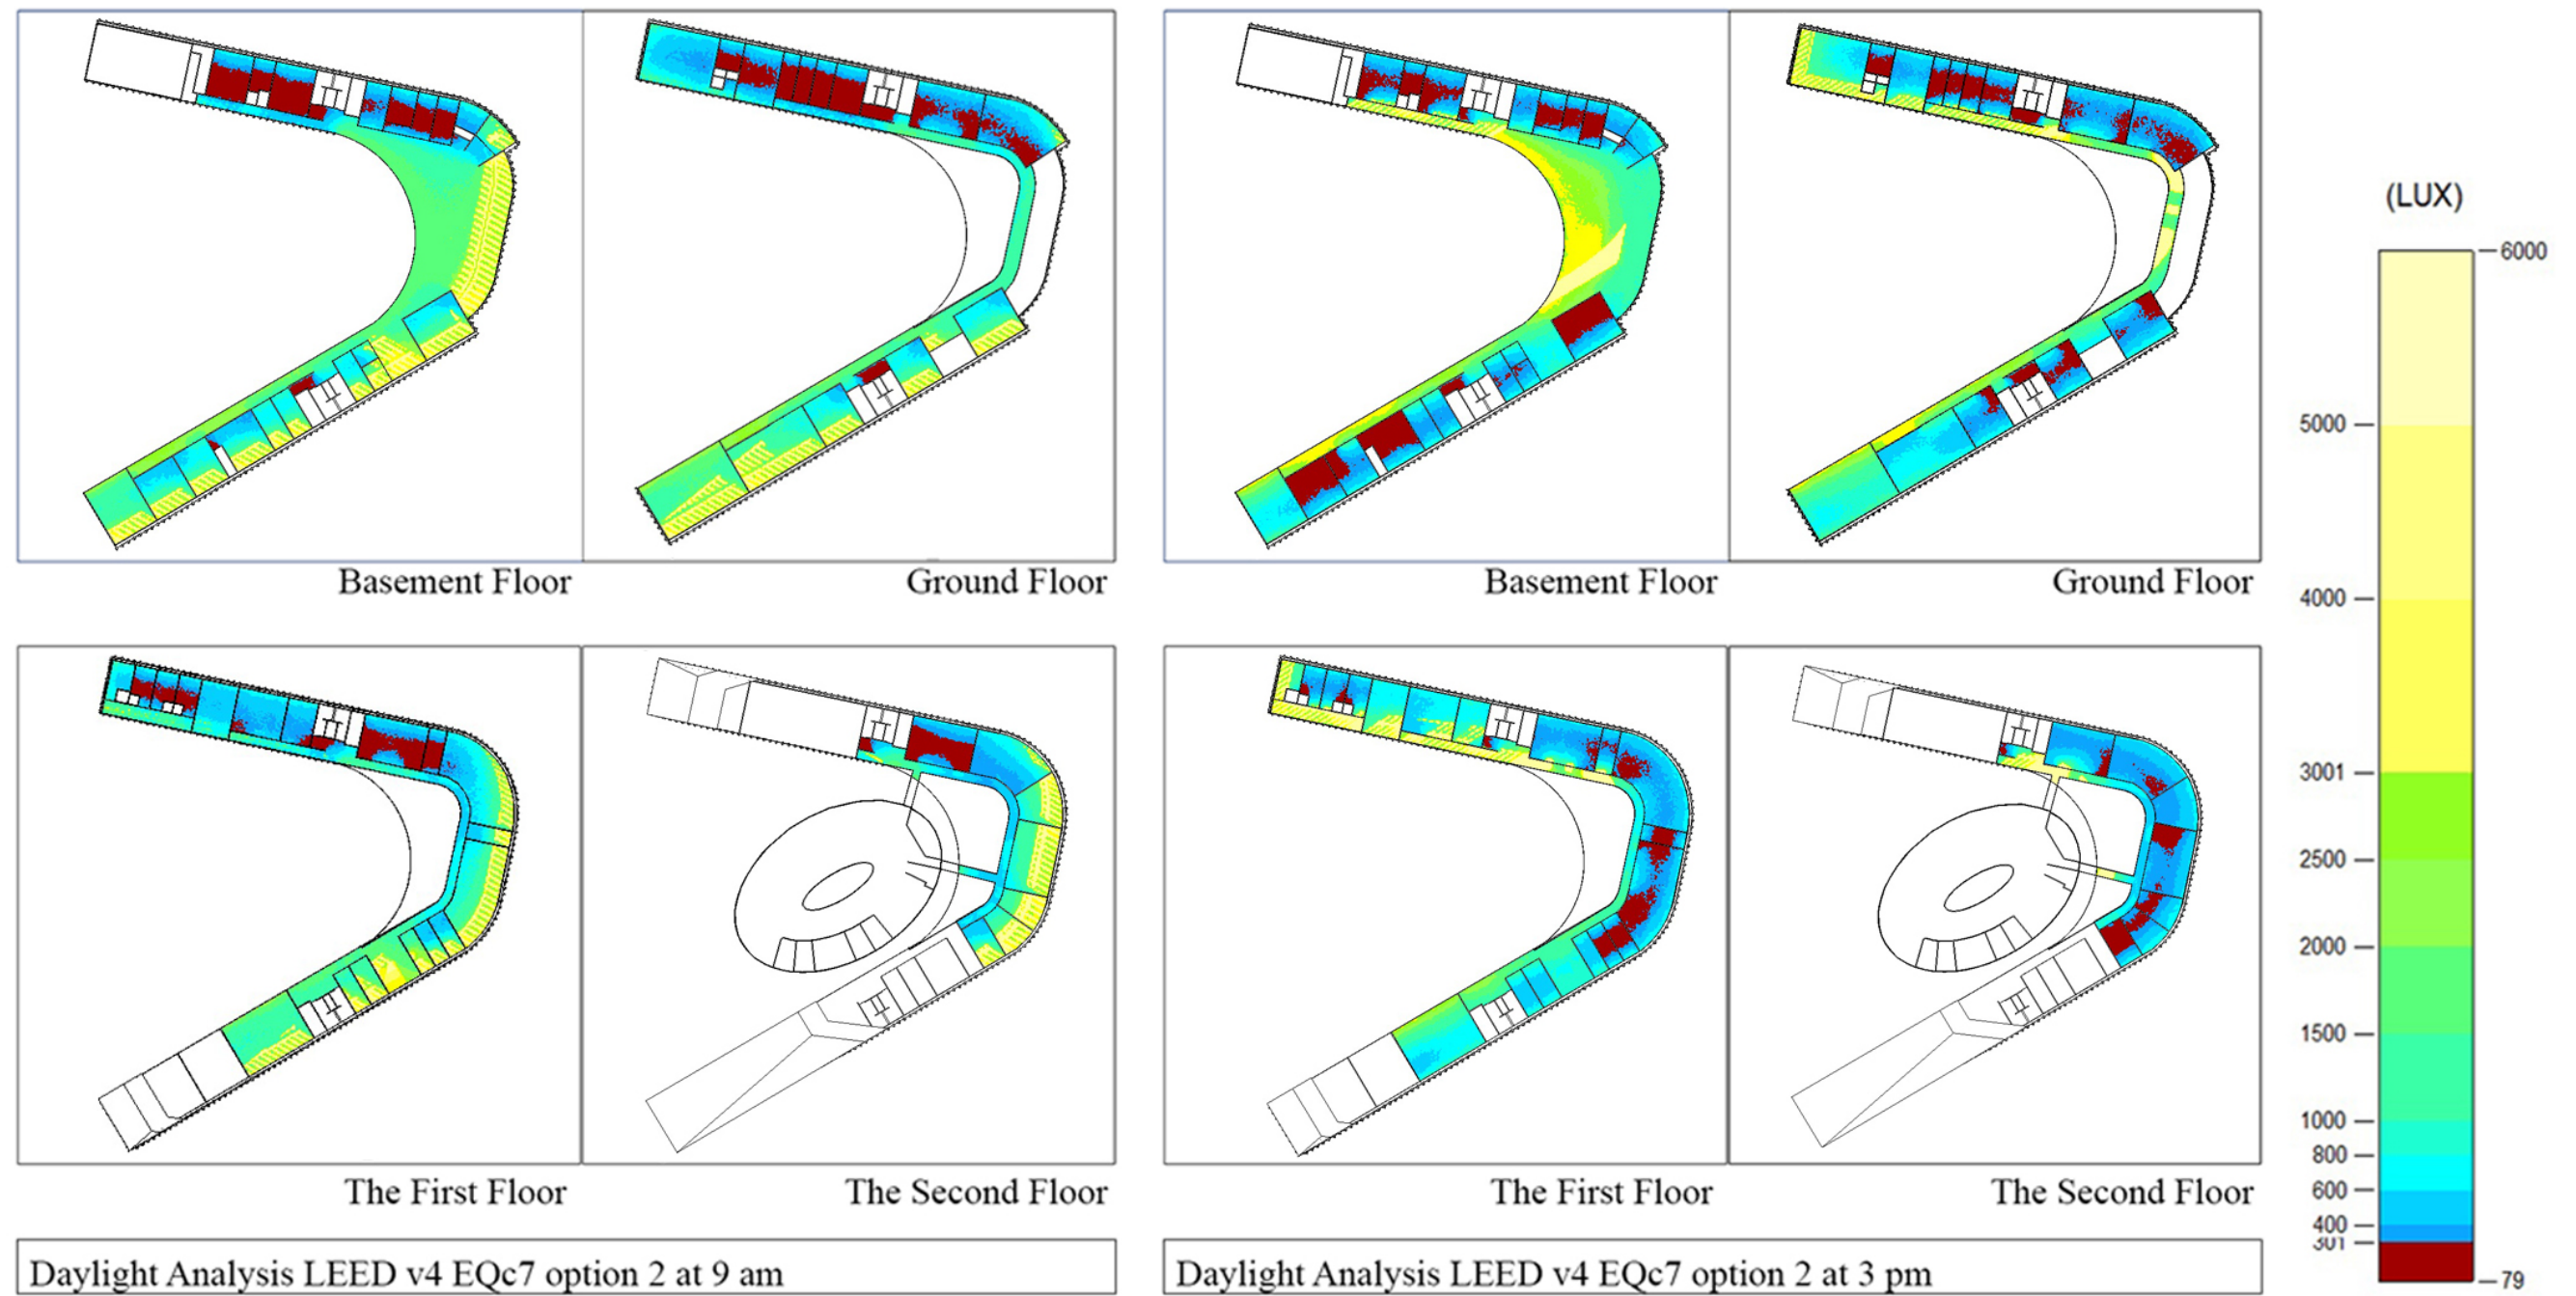 Basement Floor
Ground Floor
Basement Floor
Ground Floor
The First Floor
The Second Floor
The First Floor
The Second Floor
Daylight Analysis LEED v4 EQc7 option 2 at 9 am
Daylight Analysis LEED v4 EQc7 option 2 at 3 pm
(LUX)
6000
5000
4000
3001
2500
2000
1500
1000
800
600
400
301
79